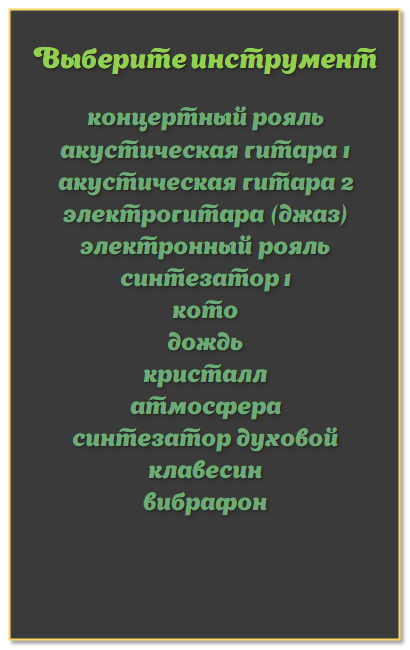 Выберите инструмент
концертный рояль
акустическая гитара 1
акустическая гитара 2
электрогитара (джаз)
электронный рояль
синтезатор 1
кото
дождь
кристалл
атмосфера
синтезатор духовой
клавесин
вибрафон